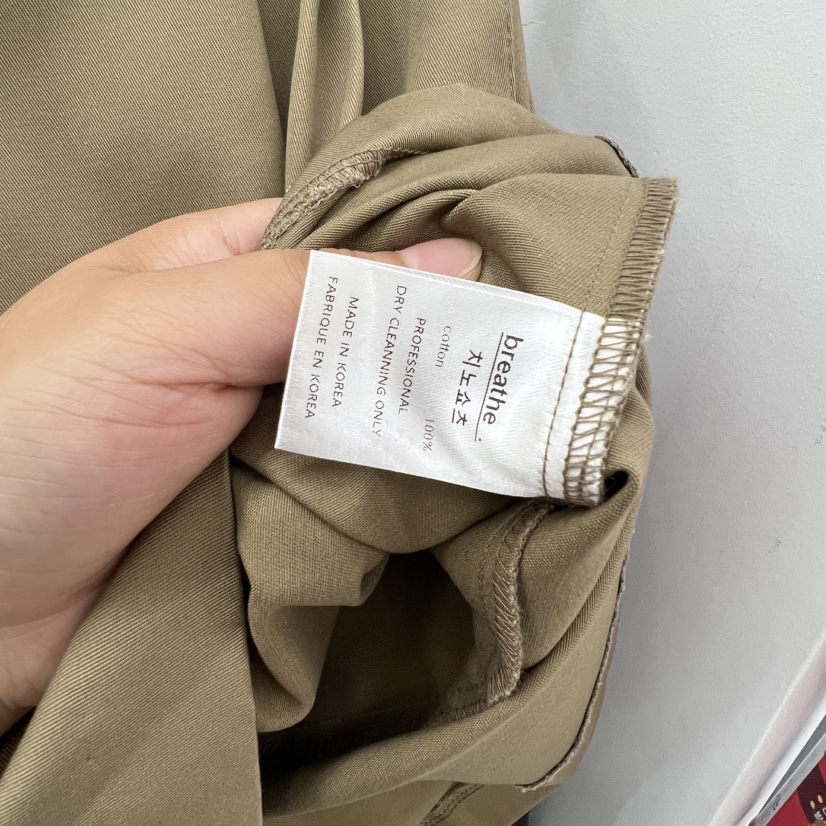 breathe
치노쇼츠
cotton 100%
PROFESSIONAL
DRY CLEANNING ONLY
MADE IN KOREA
FABRIQUE EN KOREA